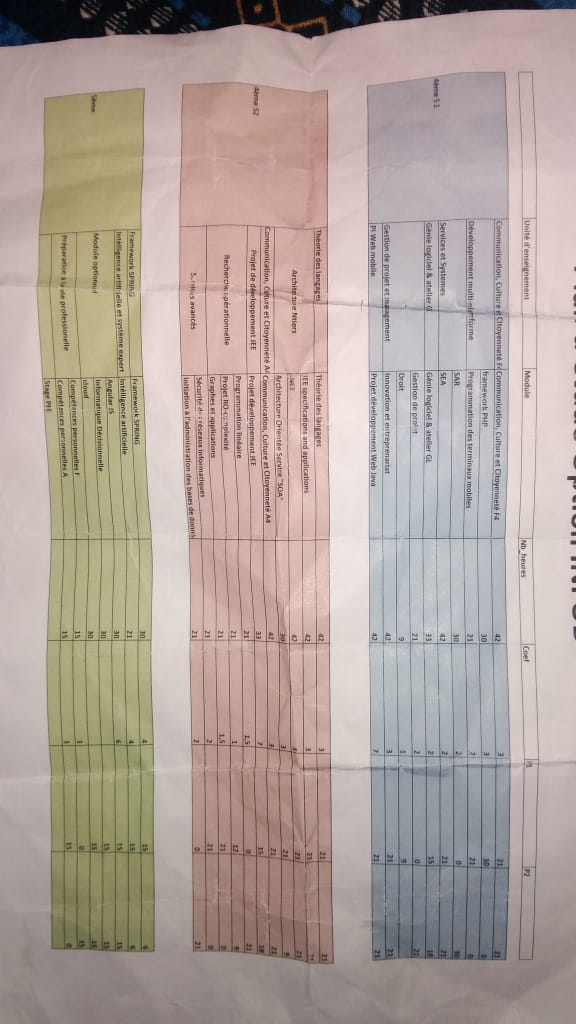 Plan d'Etude Option INFOB
Unité d'enseignement Module Nb_heures Coef P1 P2
4ème S1
Communication, Culture et Citoyenneté F4 Communication, Culture et Citoyenneté F4 42 3 21 21
framework PHP 30 3 30 0
Développement multi-plateforme Programmation des terminaux mobiles 21 2 21 0
SAR 30 2 0 30
Services et Systemes SEA 42 2 21 21
Génie logiciel & atelier G Génie logiciel & atelier GL 33 2 15 18
Gestion de projet 21 2 0 21
Droit 9 1 9
Gestion de projet et management Innovation et entreprenariat 42 3 21 21
PI Web mobile Projet développement Web Java 42 7 21 21
4ème S2
Théorie des langages Théorie des langages 42 3 21 21
JEE specifications and applications 42 3 21 21
Architecture Ntiers .NET 42 21 21
Architecture Orientée Service "SOA" 30 3 21 9
Communication, Culture et Citoyenneté A4 Communication, Culture et Citoyenneté A4 42 3 21 21
Projet de développement JEE Projet développement JEE 33 7 15 18
Programmation linéaire 21 1,5 0 21
Recherche opérationnelle Projet RO-complexité 21 1 12 9
Graphes et applications 21 1,5 21 0
Sécurité des réseaux informatiques 21 2 21 0
Services avancés Initiation à l'administration des bases de donn 21 2 0 21
5ème
Framework SPRING Framework SPRING 30 4 15 6
Intélligence artificielle et système expert Intélligence artificielle 21 4 15 6
Angular JS 30 6 15 15
Module optionnel Informatique Décisionnelle 30 15 15
cloud 30 15 15
Préparation à la vie professionelle Compétences personnelles F 15 3 0 15
Compétences personnelles A 15 3 15 0
Stage PFE